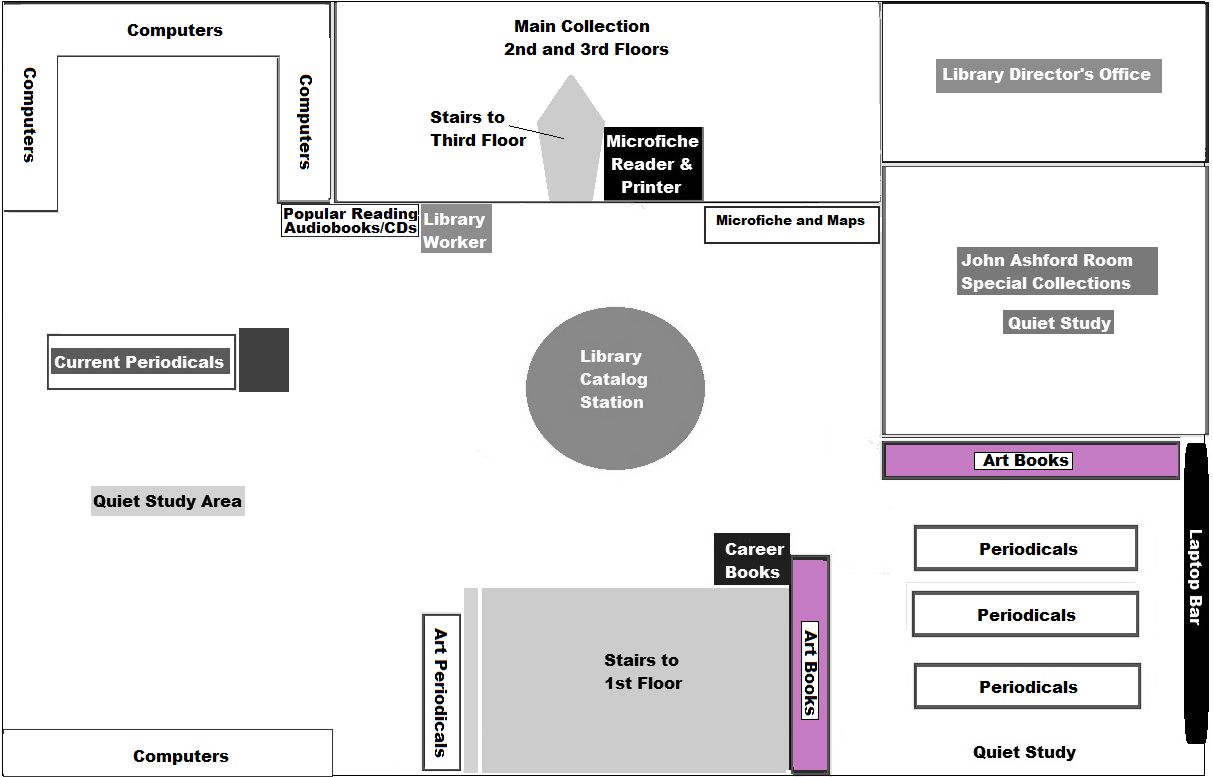 Computers
Computers
Computers
Main Collection
2nd and 3rd Floors
Stairs to
Third Floor
Microfiche
Reader &
Printer
Library Director's Office
Popular Reading
Audiobooks/CDs
Library
Worker
Microfiche and Maps
John Ashford Room
Special Collections
Quiet Study
Current Periodicals
Library
Catalog
Station
Art Books
Quiet Study Area
Career
Books
Periodicals
Periodicals
Periodicals
Laptop Bar
Art Periodicals
Stairs to
1st Floor
Art Books
Quiet Study
Computers